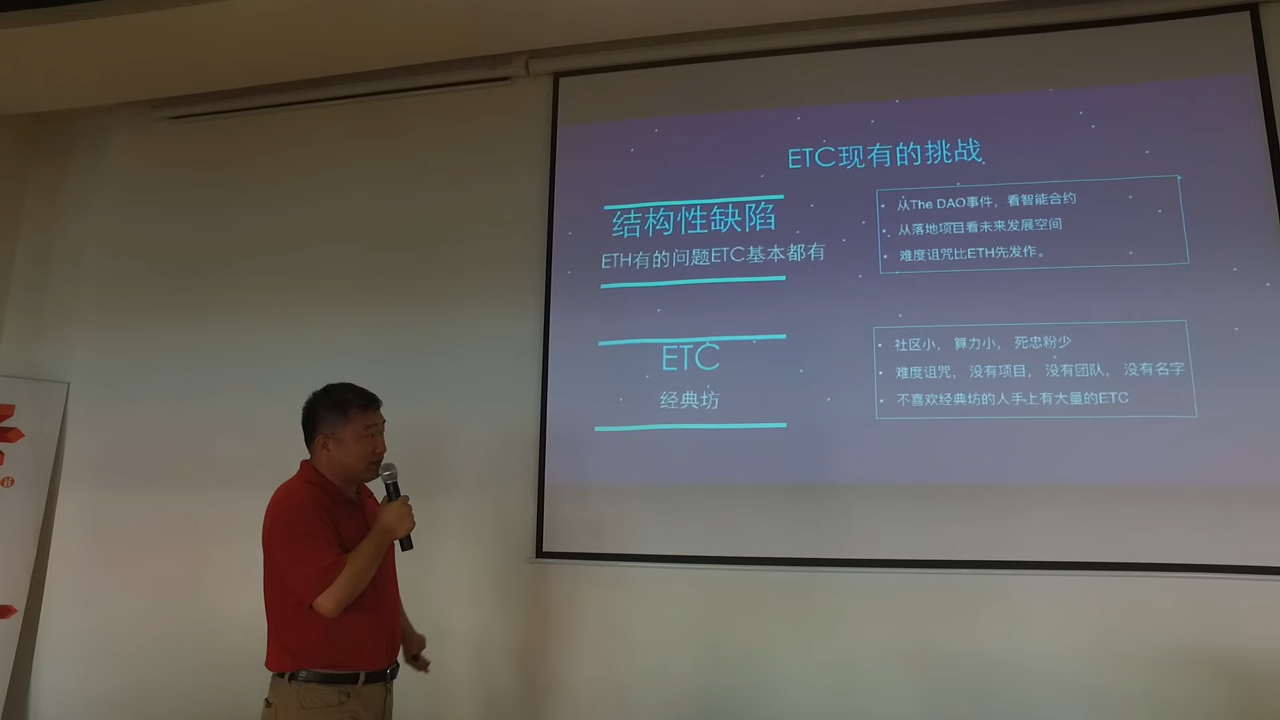 ETC现有的挑战
结构性缺陷
ETH有的问题ETC基本都有
从The DAO事件，看智能合约
从落地项目看未来发展空间
难度诅咒比ETH先发作。
ETC
经典坊
社区小， 算力小， 死忠粉少
难度诅咒， 没有项目， 没有团队， 没有名字
不喜欢经典坊的人手上有大量的ETC